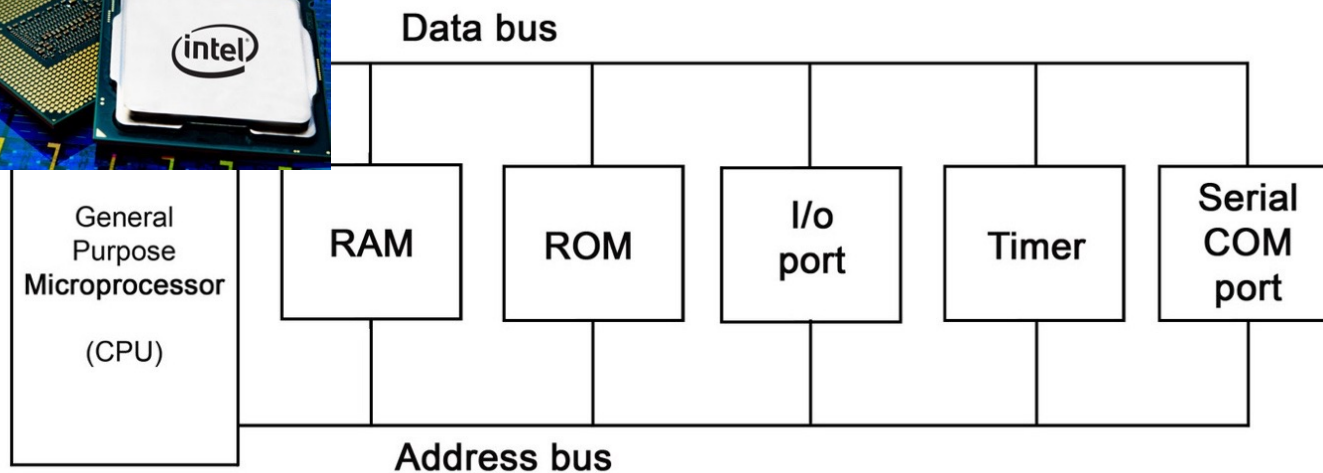 Data bus
intel
General
Purpose
Microprocessor
(CPU)
RAM
ROM
I/o
port
Timer
Serial
COM
port
Address bus